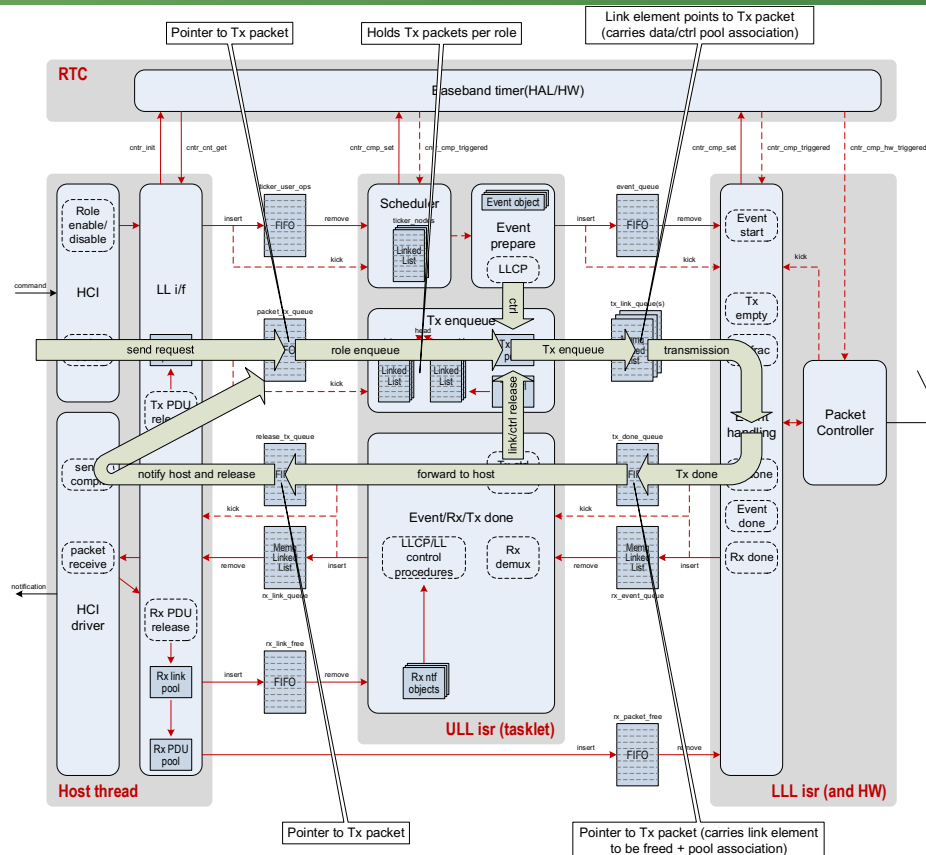 Pointer to Tx packet
Holds Tx packets per role
Link element points to Tx packet
(carries data/ctrl pool association)
RTC
Baseband timer(HAL/HW)
cntr_init
cntr_cnt_get
cntr_cmp_set
cntr_cmp_triggered
cntr_cmp_set
cntr_cmp_triggered
cntr_cmp_hw_triggered
Role
enable/
disable
ticker_user_ops
insert
FIFO
remove
kick
Scheduler
ticker_nodes
Linked
List
Event object
Event
prepare
LLCP
event_queue
insert
FIFO
remove
kick
Event
start
kick
command
HCI
LL i/f
packet_tx_queue
Tx enqueue
head
ctrl
tx_link_queue(s)
Tx
empty
send request
role enqueue
Tx enqueue
transmission
Linked
List
Linked
List
kick
Tx PDU
link/ctrl release
Packet
Controller
handling
release_tx_queue
tx_done_queue
notify host and release
forward to host
Tx done
kick
kick
Event/Rx/Tx done
Event
done
packet
receive
remove
Memq
Linked
List
insert
rx_link_queue
LLCP/LL
control
procedures
Rx
demux
remove
Memq
Linked
List
insert
rx_event_queue
Rx done
notification
HCI
driver
Rx PDU
release
Rx link
pool
rx_link_free
insert
FIFO
remove
Rx ntf
objects
Rx PDU
pool
rx_packet_free
insert
FIFO
remove
Host thread
ULL isr (tasklet)
LLL isr (and HW)
Pointer to Tx packet
Pointer to Tx packet (carries link element
to be freed + pool association)